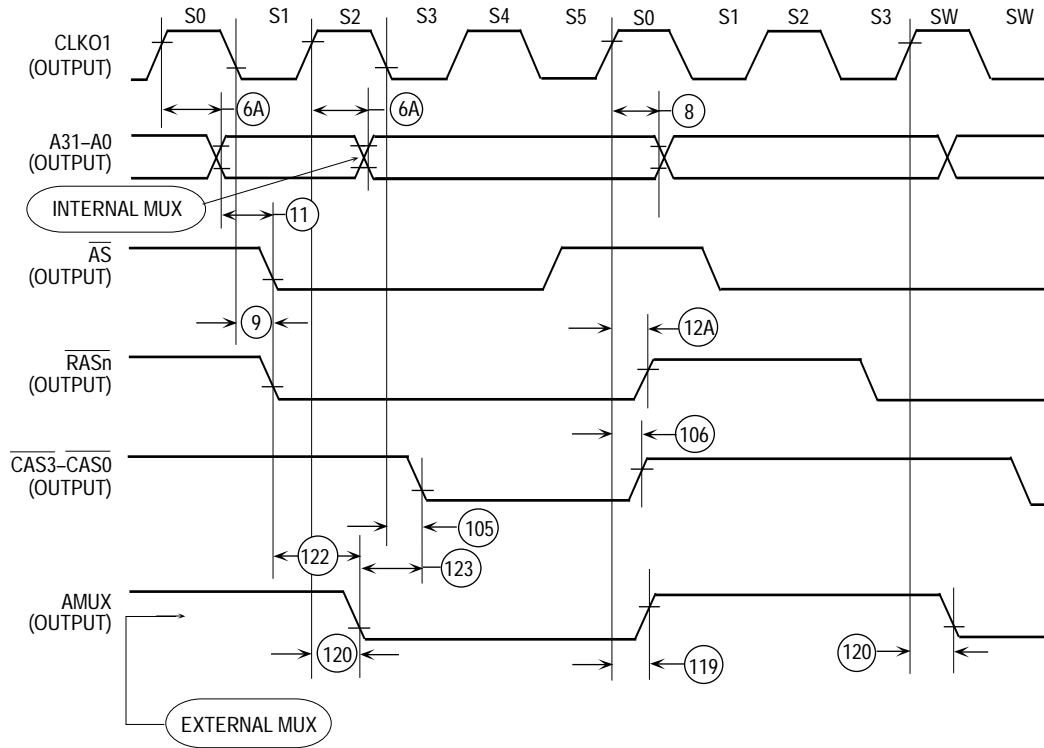 S0 S1 S2 S3 S4 S5 S0 S1 S2 S3 SW SW
CLKO1
(OUTPUT)
6A 6A 8
A31–A0
(OUTPUT)
INTERNAL MUX
11
AS
(OUTPUT)
9
12A
RASn
(OUTPUT)
106
CAS3–CAS0
(OUTPUT)
105
122
123
AMUX
(OUTPUT)
120
119
120
EXTERNAL MUX